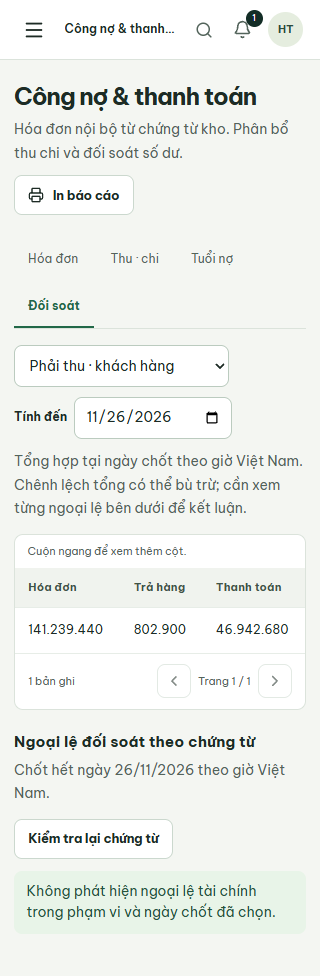 Công nợ & thanh toán...
1
HT
Công nợ & thanh toán
Hóa đơn nội bộ từ chứng từ kho. Phân bổ
thu chi và đối soát số dư.
In báo cáo
Hóa đơn Thu · chi Tuổi nợ
Đối soát
Phải thu · khách hàng
Tính đến 11/26/2026
Tổng hợp tại ngày chốt theo giờ Việt Nam.
Chênh lệch tổng có thể bù trừ; cần xem
từng ngoại lệ bên dưới để kết luận.
Cuộn ngang để xem thêm cột.
Hóa đơn Trả hàng Thanh toán
141.239.440 802.900 46.942.680
1 bản ghi Trang 1 / 1
Ngoại lệ đối soát theo chứng từ
Chốt hết ngày 26/11/2026 theo giờ Việt
Nam.
Kiểm tra lại chứng từ
Không phát hiện ngoại lệ tài chính
trong phạm vi và ngày chốt đã chọn.